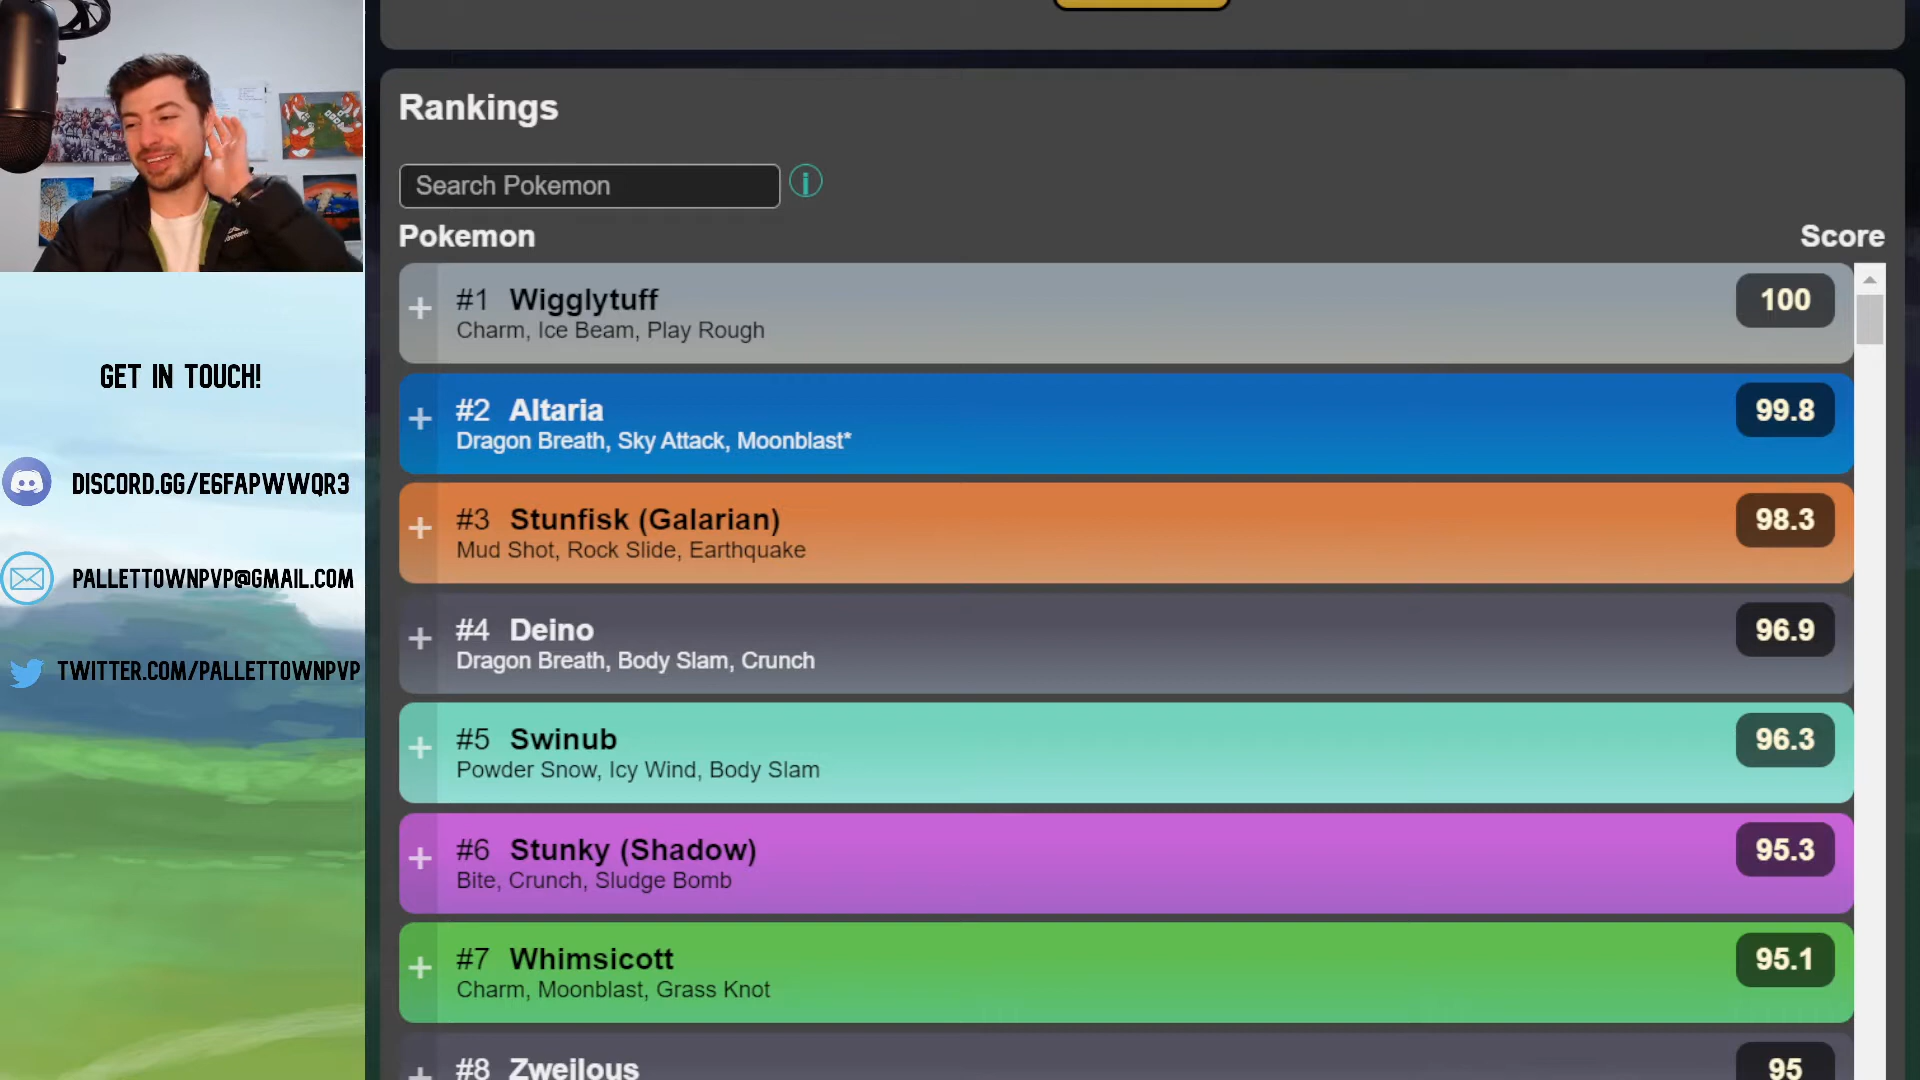 GET IN TOUCH!
DISCORD.GG/E6FAPWWQR3
PALLETTOWNPVP@GMAIL.COM
TWITTER.COM/PALLETTOWNPVP
Rankings
Search Pokemon
i
Pokemon Score
+ #1 Wigglytuff 100
Charm, Ice Beam, Play Rough
+ #2 Altaria 99.8
Dragon Breath, Sky Attack, Moonblast*
+ #3 Stunfisk (Galarian) 98.3
Mud Shot, Rock Slide, Earthquake
+ #4 Deino 96.9
Dragon Breath, Body Slam, Crunch
+ #5 Swinub 96.3
Powder Snow, Icy Wind, Body Slam
+ #6 Stunky (Shadow) 95.3
Bite, Crunch, Sludge Bomb
+ #7 Whimsicott 95.1
Charm, Moonblast, Grass Knot
+ #8 Zweilous 95